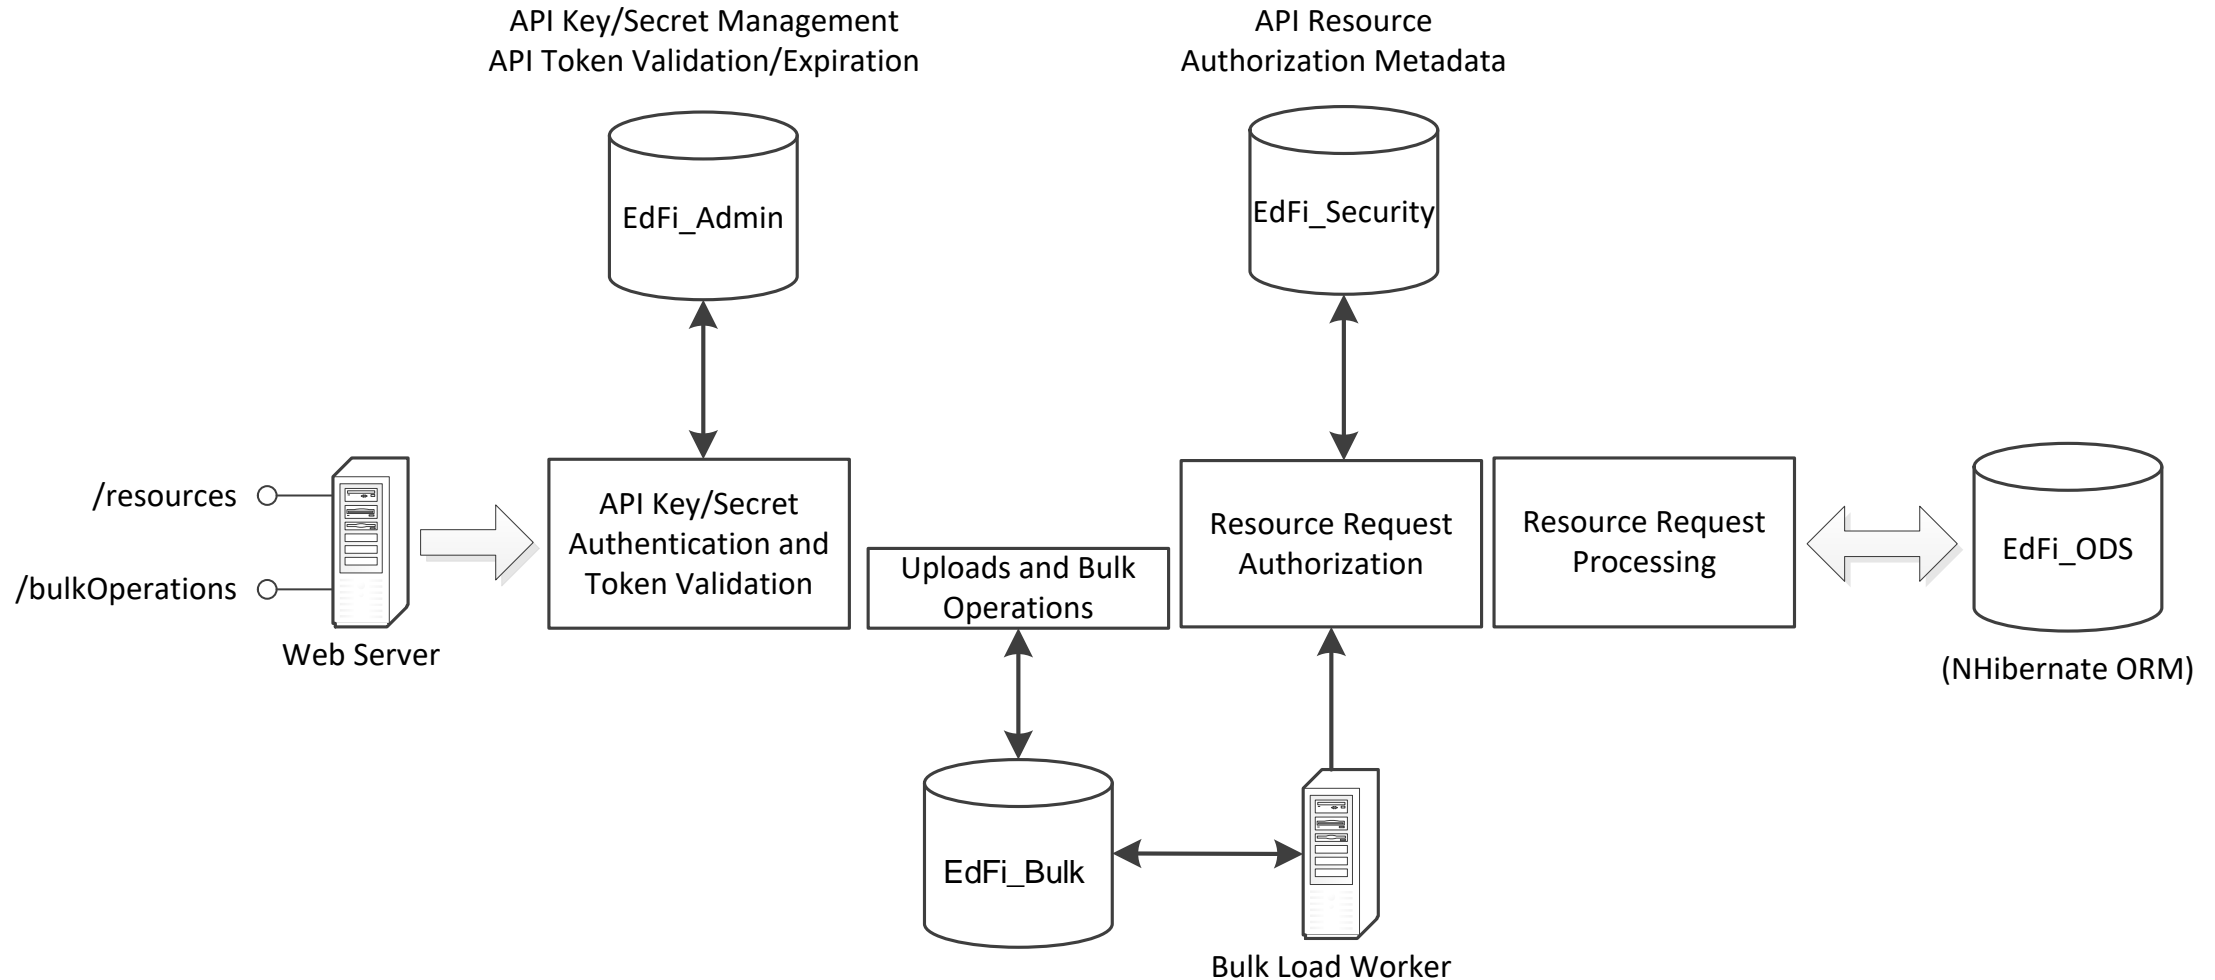 API Key/Secret Management
API Token Validation/Expiration
API Resource
Authorization Metadata
EdFi_Admin
EdFi_Security
/resources
/bulkOperations
Web Server
API Key/Secret
Authentication and
Token Validation
Uploads and Bulk
Operations
Resource Request
Authorization
Resource Request
Processing
EdFi_ODS
(NHibernate ORM)
EdFi_Bulk
Bulk Load Worker